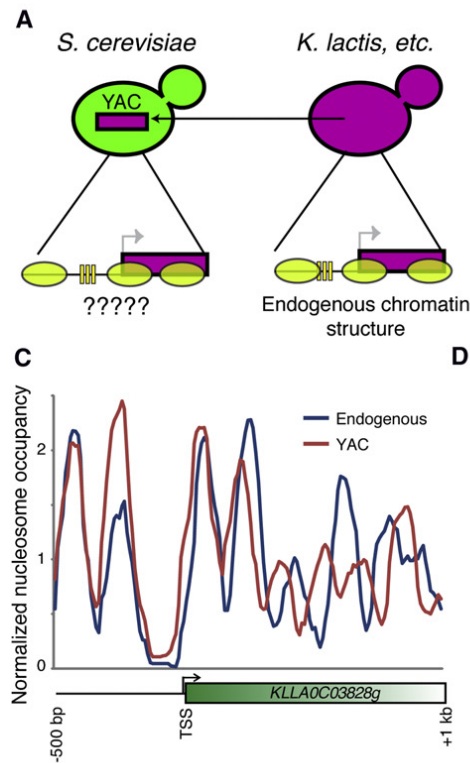 A
S. cerevisiae
K. lactis, etc.
YAC
?????
Endogenous chromatin
structure
C
D
Normalized nucleosome occupancy
2
1
0
Endogenous
YAC
KLLA0C03828g
-500 bp
TSS
+1 kb